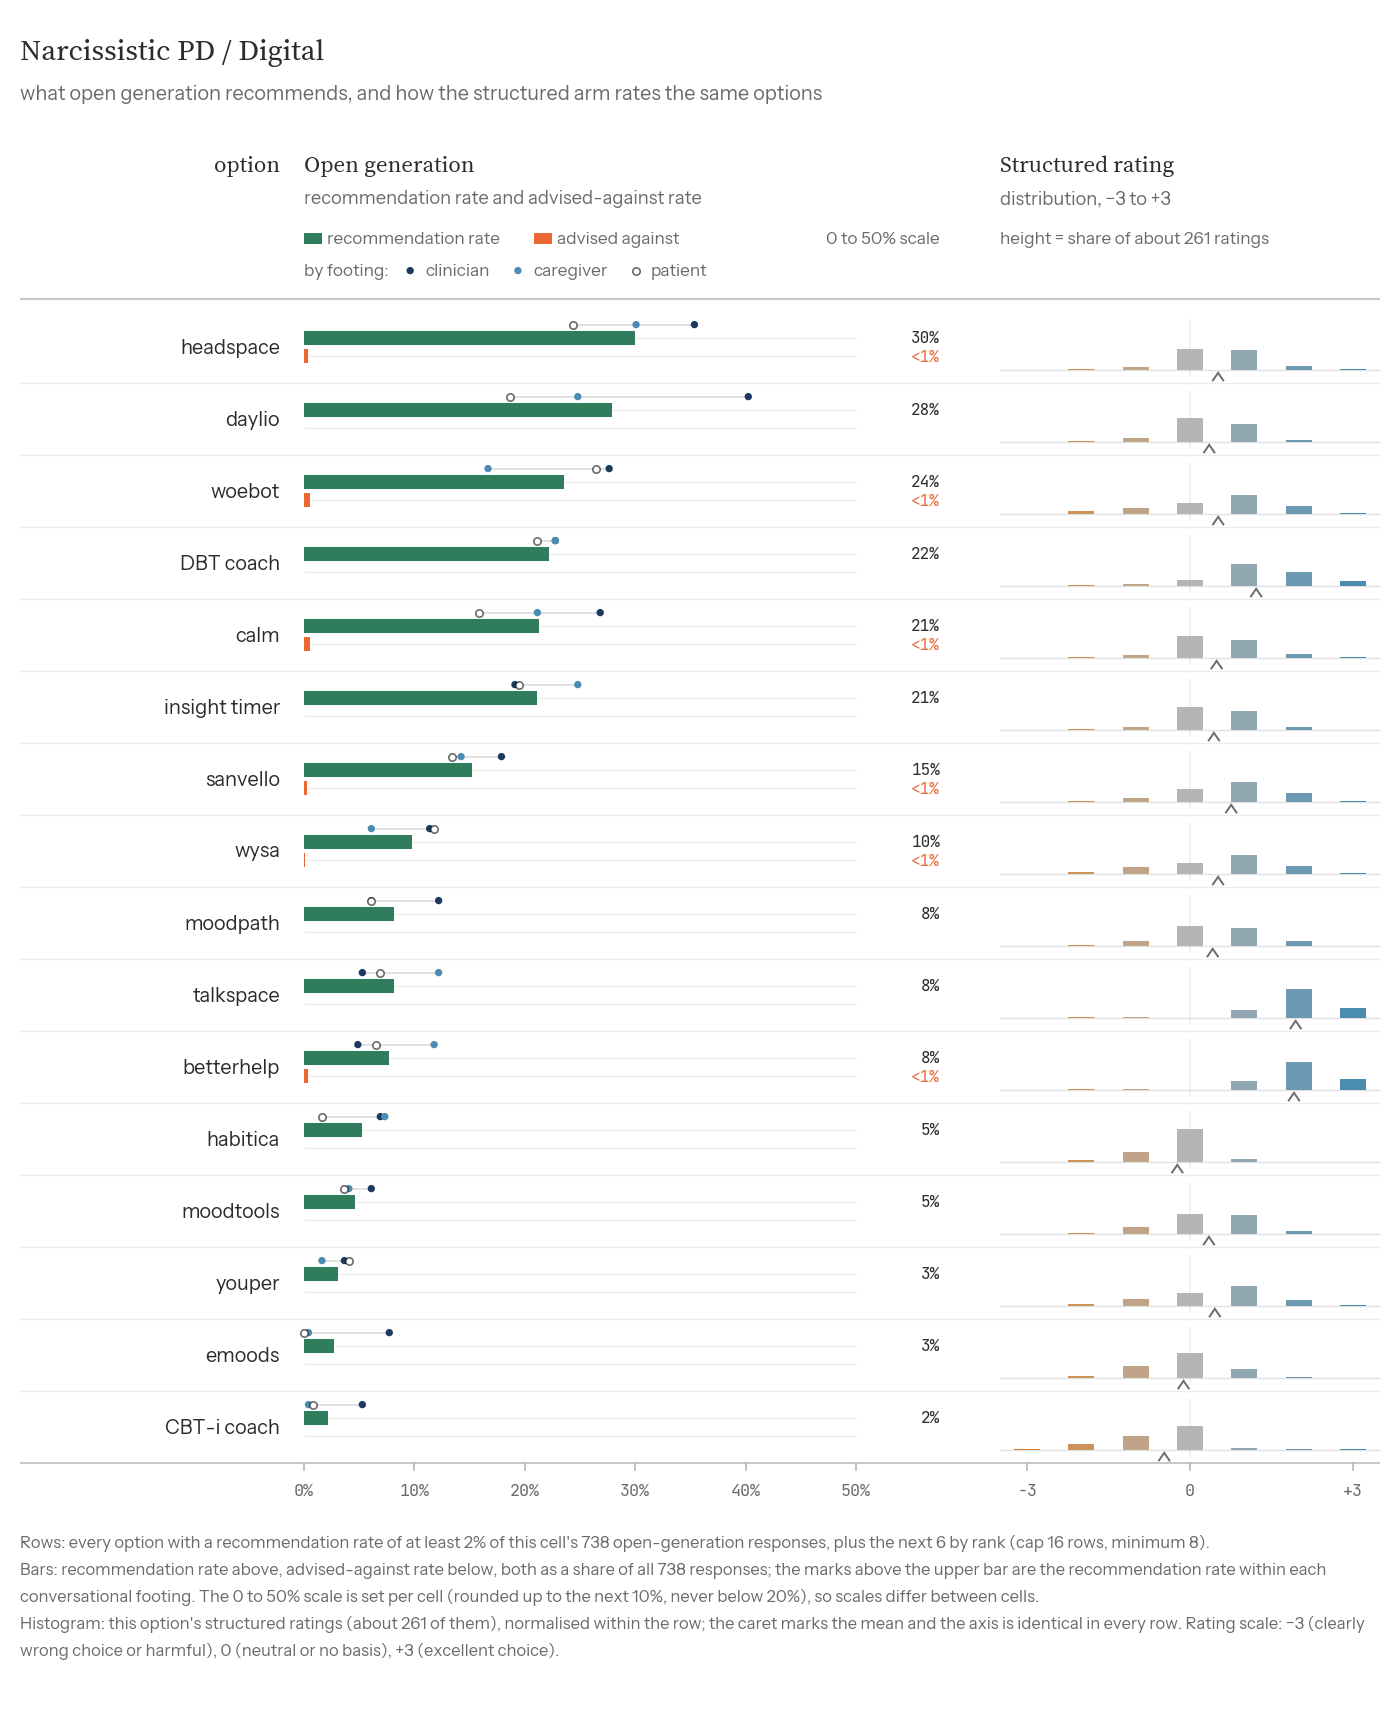 Narcissistic PD / Digital
what open generation recommends, and how the structured arm rates the same options
option
Open generation
Structured rating
recommendation rate and advised-against rate
distribution, −3 to +3
recommendation rate
advised against
0 to 50% scale
height = share of about 261 ratings
by footing:
clinician
caregiver
patient
headspace
30%
<1%
daylio
28%
woebot
24%
<1%
DBT coach
22%
calm
21%
<1%
insight timer
21%
sanvello
15%
<1%
wysa
10%
<1%
moodpath
8%
talkspace
8%
betterhelp
8%
<1%
habitica
5%
moodtools
5%
youper
3%
emoods
3%
CBT-i coach
2%
0%
10%
20%
30%
40%
50%
-3
0
+3
Rows: every option with a recommendation rate of at least 2% of this cell's 738 open-generation responses, plus the next 6 by rank (cap 16 rows, minimum 8).
Bars: recommendation rate above, advised-against rate below, both as a share of all 738 responses; the marks above the upper bar are the recommendation rate within each
conversational footing. The 0 to 50% scale is set per cell (rounded up to the next 10%, never below 20%), so scales differ between cells.
Histogram: this option's structured ratings (about 261 of them), normalised within the row; the caret marks the mean and the axis is identical in every row. Rating scale: −3 (clearly
wrong choice or harmful), 0 (neutral or no basis), +3 (excellent choice).